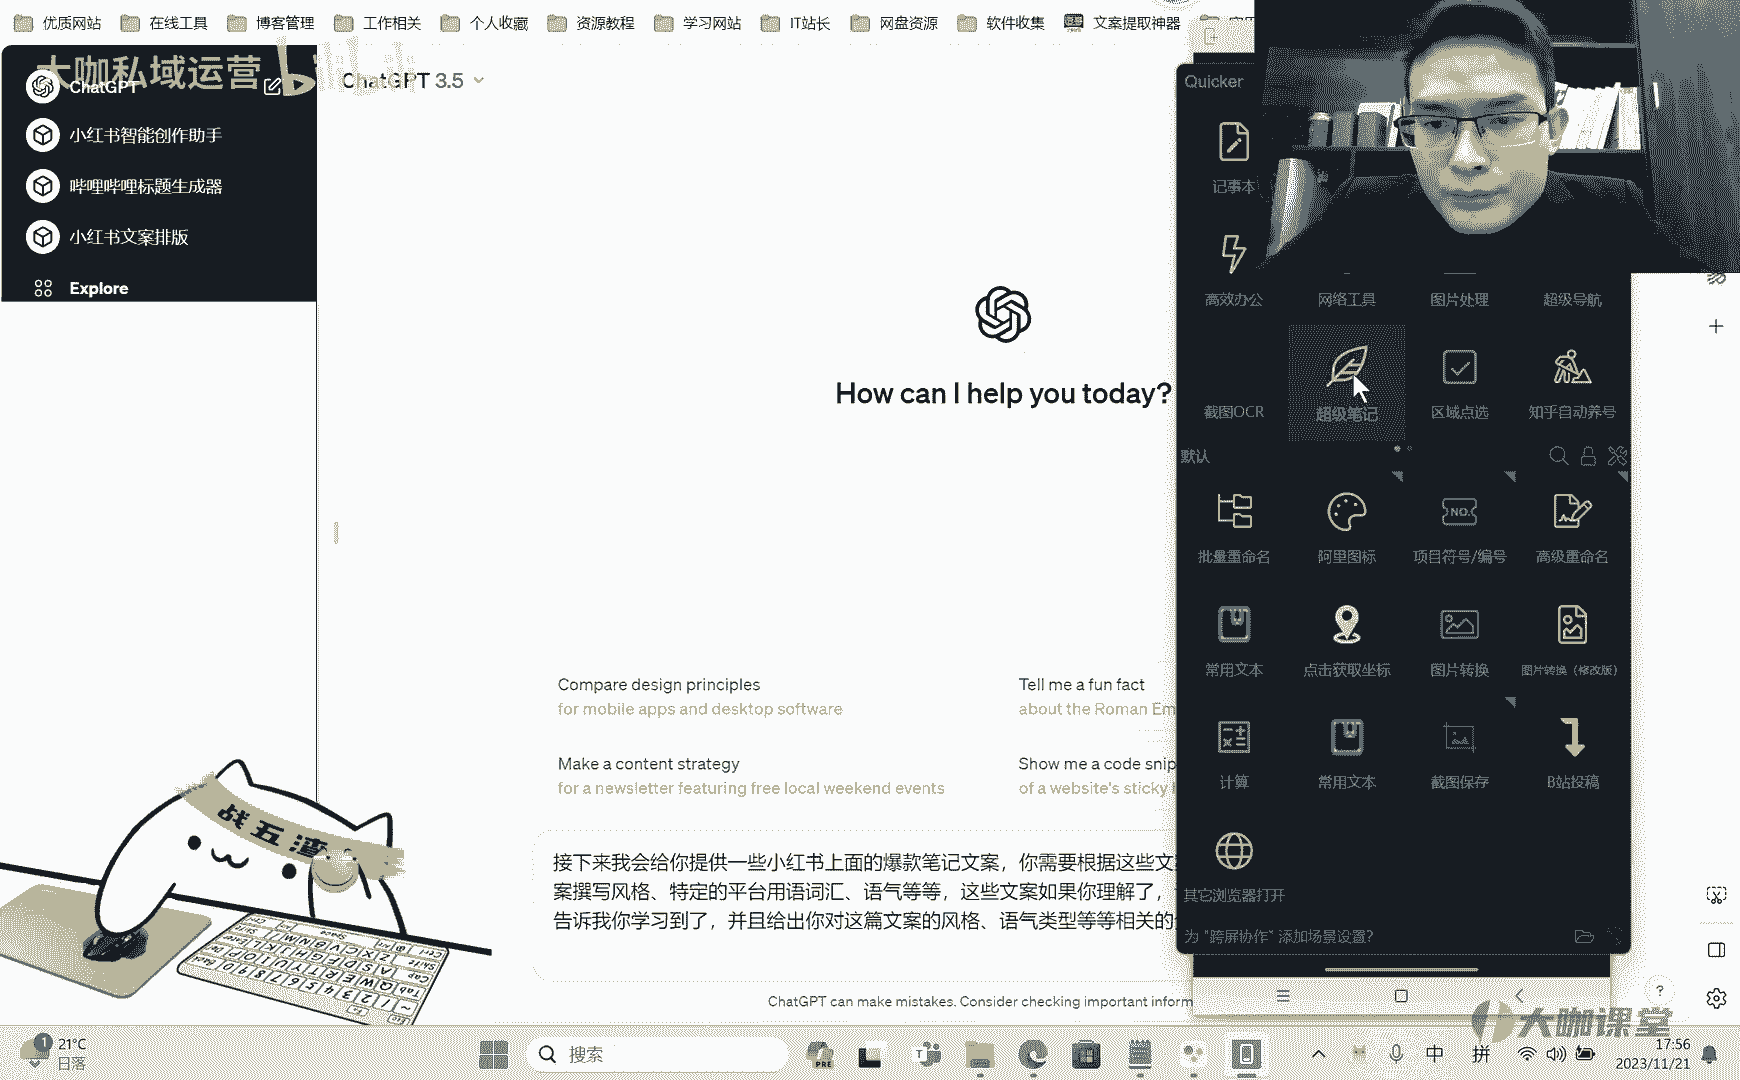 优质网站
在线工具
博客管理
工作相关
个人收藏
资源教程
学习网站
IT站长
网盘资源
软件收集
文案提取神器
大咖私域运营
ChatGPT
小红书智能创作助手
哔哩哔哩标题生成器
小红书文案排版
Explore
ChatGPT 3.5
How can I help you today?
Compare design principles
for mobile apps and desktop software
Tell me a fun fact
about the Roman Em
Make a content strategy
for a newsletter featuring free local weekend events
Show me a code snip
of a website's sticky
接下来我会给你提供一些小红书上面的爆款笔记文案，你需要根据这些文
案撰写风格、特定的平台用语词汇、语气等等，这些文案如果你理解了，
告诉我你学习到了，并且给出你对这篇文案的风格、语气类型等等相关的
ChatGPT can make mistakes. Consider checking important inform
Quicker
记事本
高效办公
网络工具
图片处理
超级导航
截图OCR
超级笔记
区域点选
知乎自动养号
默认
批量重命名
阿里图标
NO.
项目符号/编号
高级重命名
常用文本
点击获取坐标
图片转换
图片转换（修改版）
计算
常用文本
截图保存
B站投稿
其它浏览器打开
为 "跨屏协作" 添加场景设置?
战五渣
大咖课堂
1
21°C
日落
搜索
PRE
中
拼
17:56
2023/11/21